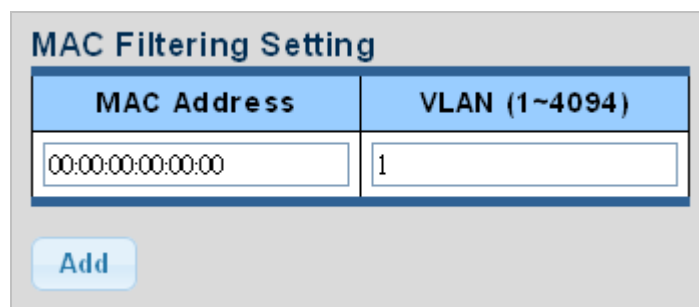 MAC Filtering Setting
MAC Address VLAN (1~4094)
00:00:00:00:00:00 1
Add